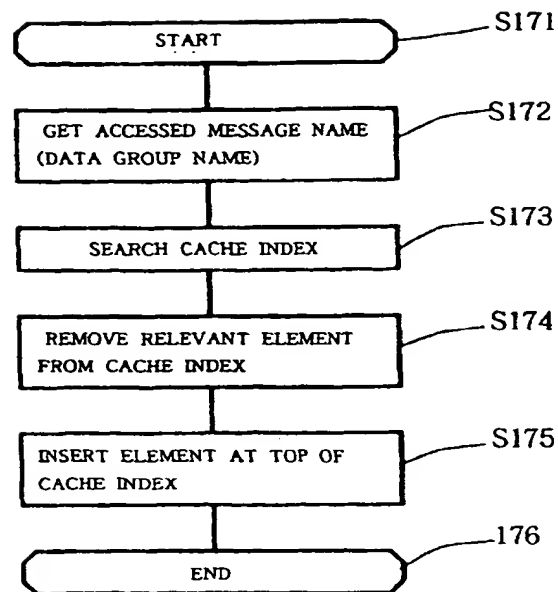 START
S171
GET ACCESSED MESSAGE NAME
(DATA GROUP NAME)
S172
SEARCH CACHE INDEX
S173
REMOVE RELEVANT ELEMENT
FROM CACHE INDEX
S174
INSERT ELEMENT AT TOP OF
CACHE INDEX
S175
END
176